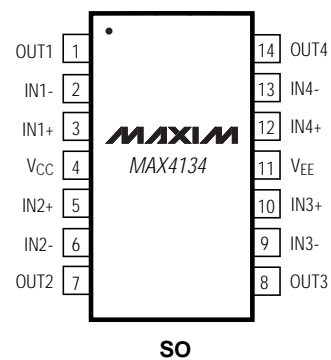 OUT1 1 14 OUT4
IN1- 2 13 IN4-
IN1+ 3 12 IN4+
MAXIM
VCC 4 MAX4134 11 VEE
IN2+ 5 10 IN3+
IN2- 6 9 IN3-
OUT2 7 8 OUT3
SO